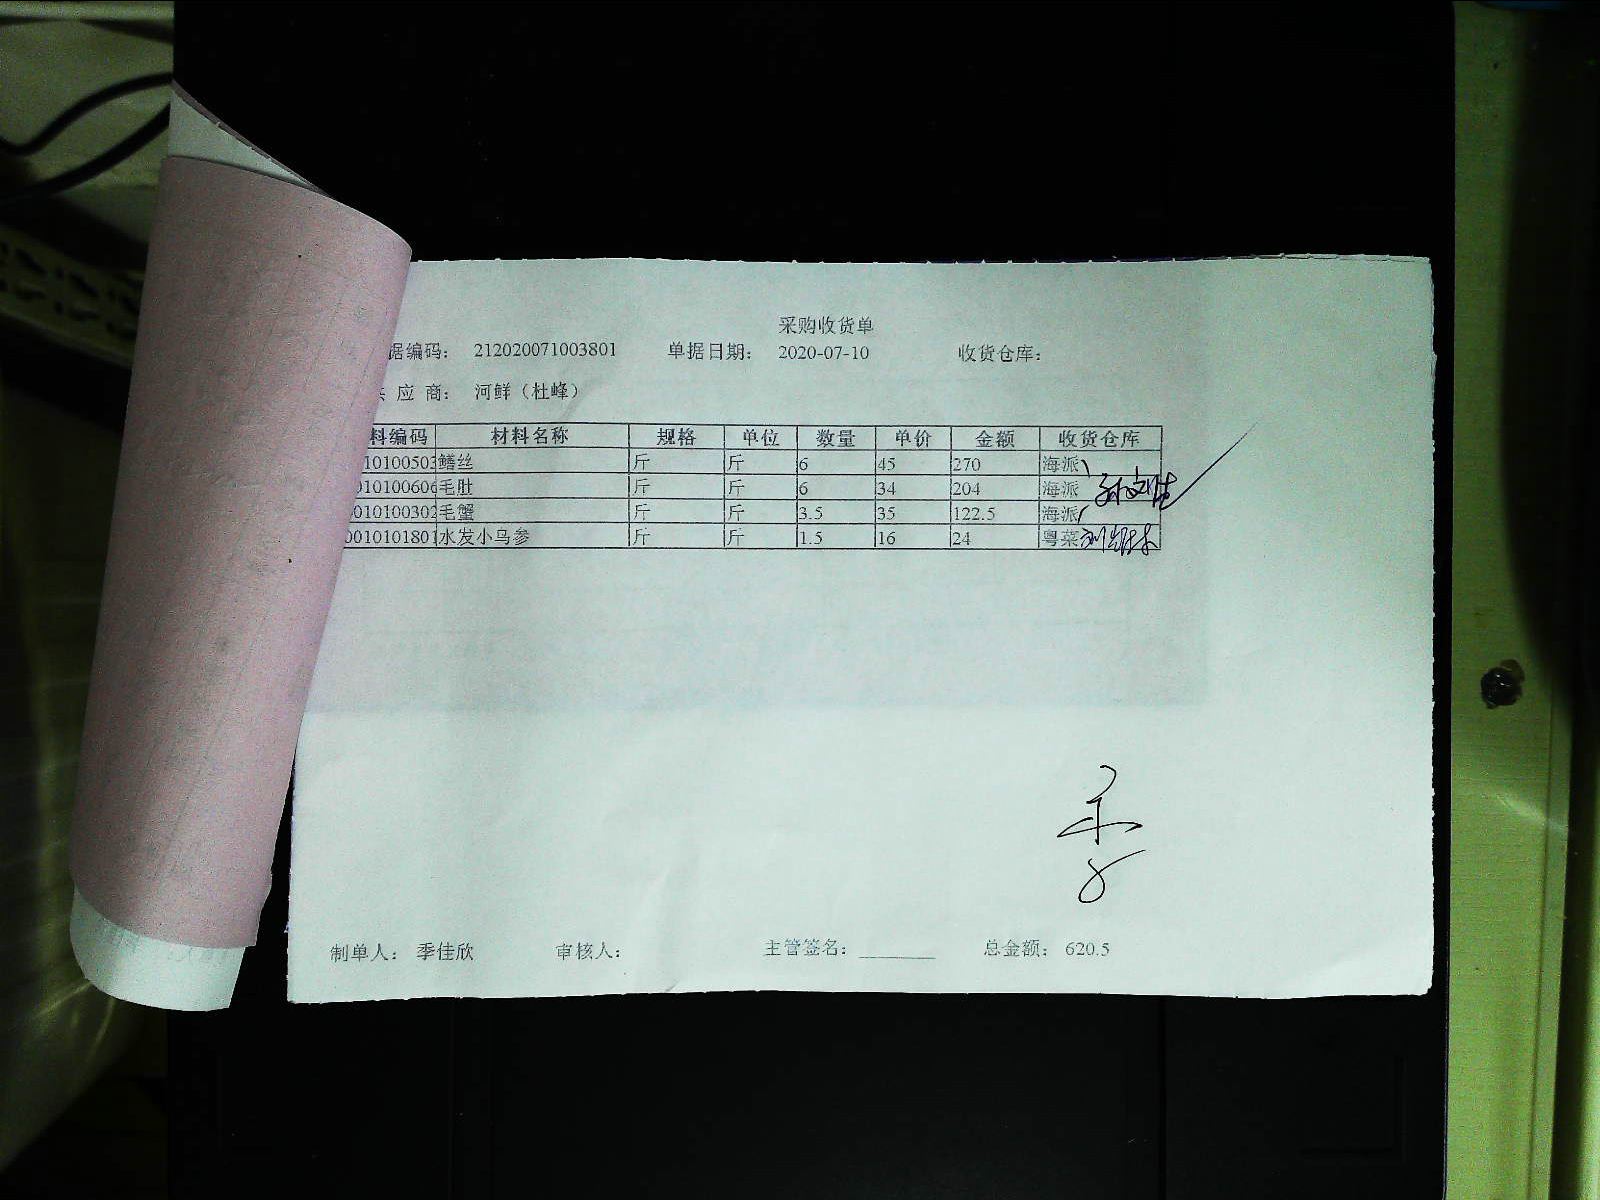 采购收货单
据编码： 212020071003801 单据日期： 2020-07-10 收货仓库：
应 商： 河鲜（杜峰）
料编码 材料名称 规格 单位 数量 单价 金额 收货仓库
10100503 鳝丝 斤 斤 6 45 270 海派
010100606 毛肚 斤 斤 6 34 204 海派
010100302 毛蟹 斤 斤 3.5 35 122.5 海派
0010101801 水发小乌参 斤 斤 1.5 16 24 粤菜
制单人： 季佳欣 审核人： 主管签名： 总金额： 620.5